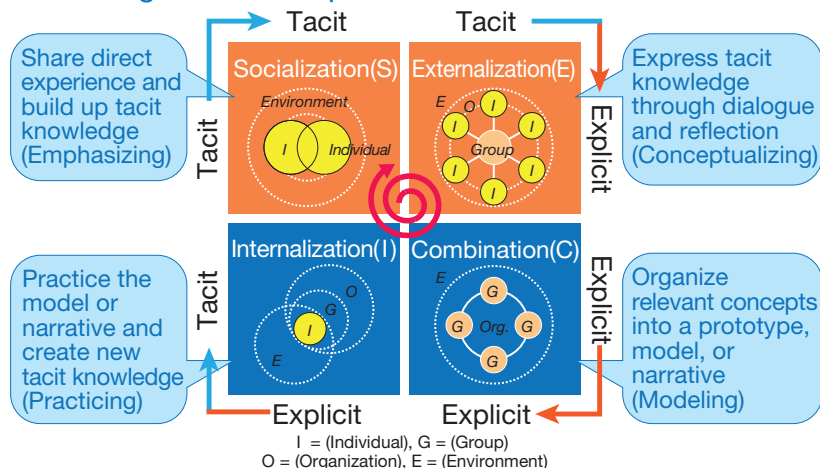 Tacit
Tacit
Share direct
experience and
build up tacit
knowledge
(Emphasizing)
Tacit
Socialization(S)
Environment
I
Individual
Externalization(E)
E
O
I
I
I
Group
I
I
I
Explicit
Express tacit
knowledge
through dialogue
and reflection
(Conceptualizing)
Practice the
model or
narrative and
create new
tacit knowledge
(Practicing)
Tacit
Internalization(I)
O
G
I
E
Combination(C)
E
G
G
Org.
G
G
Explicit
Organize
relevant concepts
into a prototype,
model, or
narrative
(Modeling)
Explicit
Explicit
I = (Individual), G = (Group)
O = (Organization), E = (Environment)